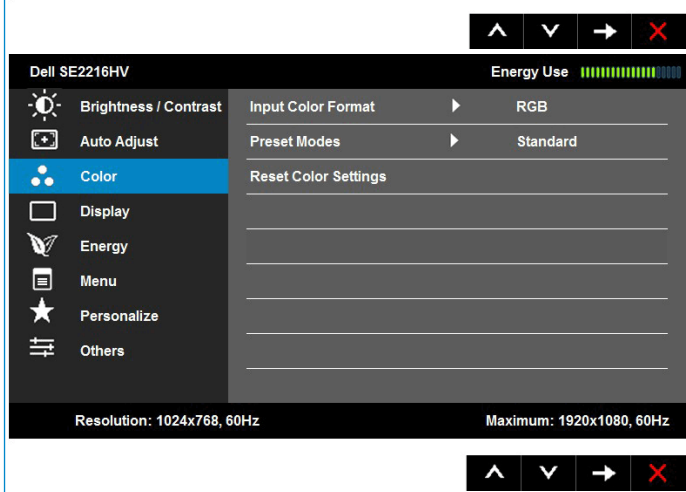 Dell SE2216HV Energy Use
Brightness / Contrast Input Color Format RGB
Auto Adjust Preset Modes Standard
Color Reset Color Settings
Display
Energy
Menu
Personalize
Others
Resolution: 1024x768, 60Hz Maximum: 1920x1080, 60Hz